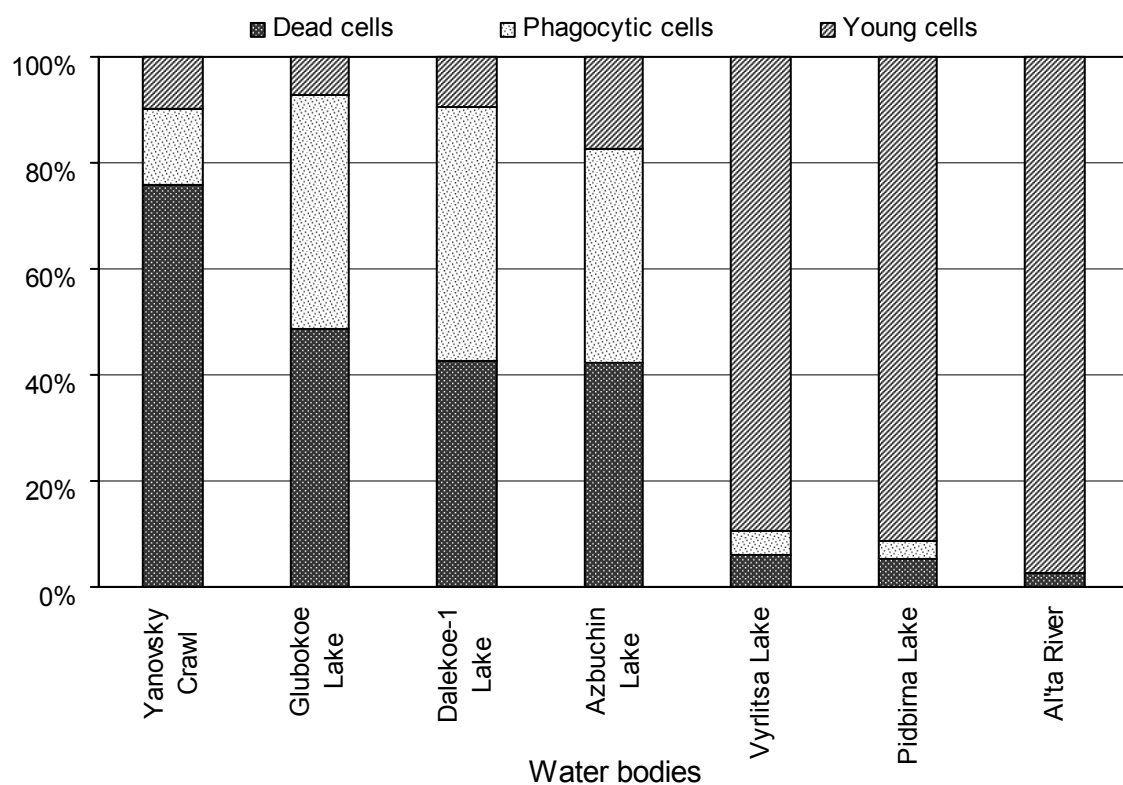 Dead cells Phagocytic cells Young cells
100%
80%
60%
40%
20%
0%
Yanovsky
Crawl
Glubokoe
Lake
Dalekoe-1
Lake
Azbuchin
Lake
Vyrlitsa Lake
Pidbirna Lake
Al'ta River
Water bodies